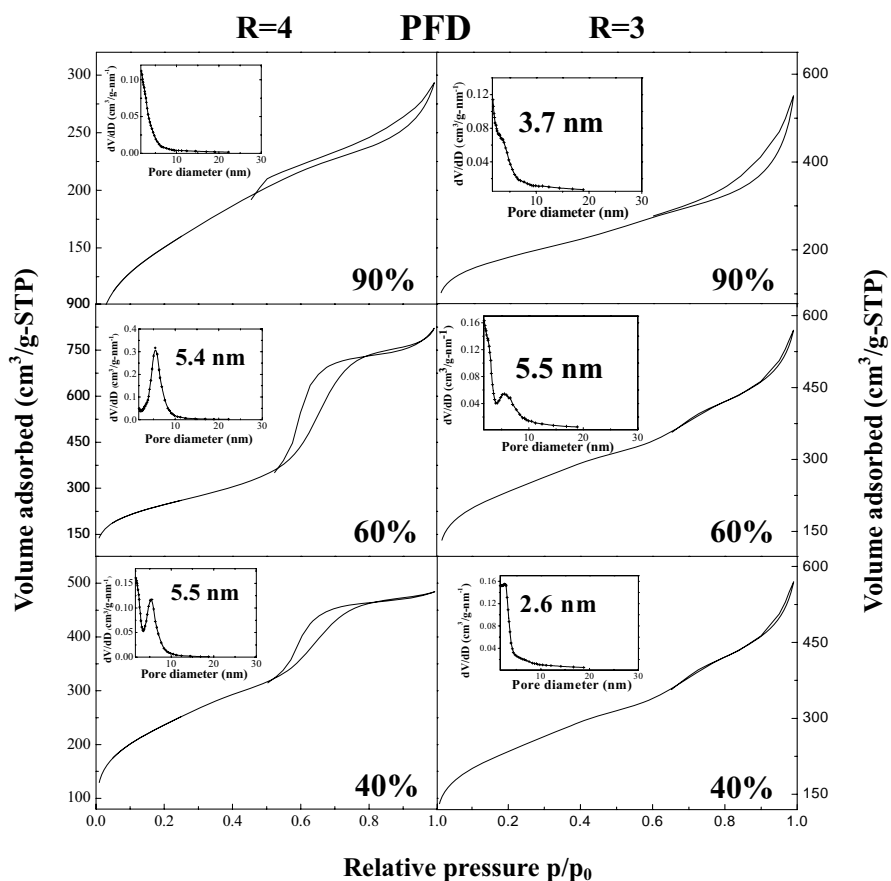 R=4 PFD R=3
Volume adsorbed (cm³/g-STP)
300
250
200
150
900
0.10
0.05
0.00
0 10 20 30
dV/dD (cm³/g-nm⁻¹)
Pore diameter (nm)
90%
600
400
200
0.12
0.08
0.04
10 20 30
dV/dD (cm³/g-nm⁻¹)
Pore diameter (nm)
3.7 nm
90%
750
600
450
300
150
0.4
0.3
0.2
0.1
0.0
0 10 20 30
dV/dD (cm³/g-nm⁻¹)
Pore diameter (nm)
5.4 nm
60%
600
450
300
150
0.16
0.12
0.08
0.04
10 20 30
dV/dD (cm³/g-nm⁻¹)
Pore diameter (nm)
5.5 nm
60%
500
400
300
200
100
0.15
0.10
0.05
0.00
0 10 20 30
dV/dD (cm³/g-nm⁻¹)
Pore diameter (nm)
5.5 nm
40%
600
450
300
150
0.16
0.12
0.08
0.04
10 20 30
dV/dD (cm³/g-nm⁻¹)
Pore diameter (nm)
2.6 nm
40%
Volume adsorbed (cm³/g-STP)
0.0 0.2 0.4 0.6 0.8 1.0 0.6 0.8 1.0
Relative pressure p/p₀